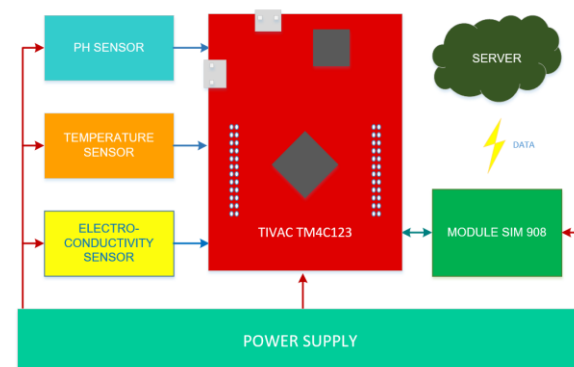 PH SENSOR
SERVER
TEMPERATURE
SENSOR
DATA
ELECTRO-
CONDUCTIVITY
SENSOR
TIVAC TM4C123
MODULE SIM 908
POWER SUPPLY